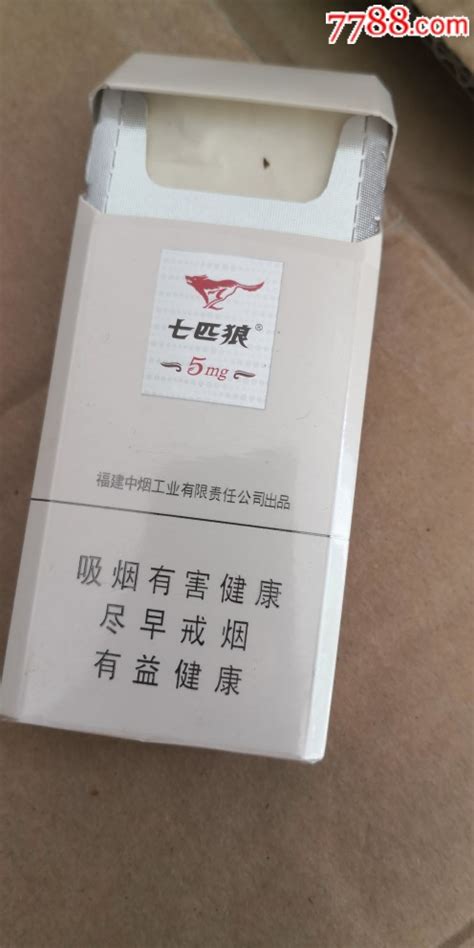 7788.com
七匹狼®
5mg
福建中烟工业有限责任公司出品
吸烟有害健康
尽早戒烟
有益健康